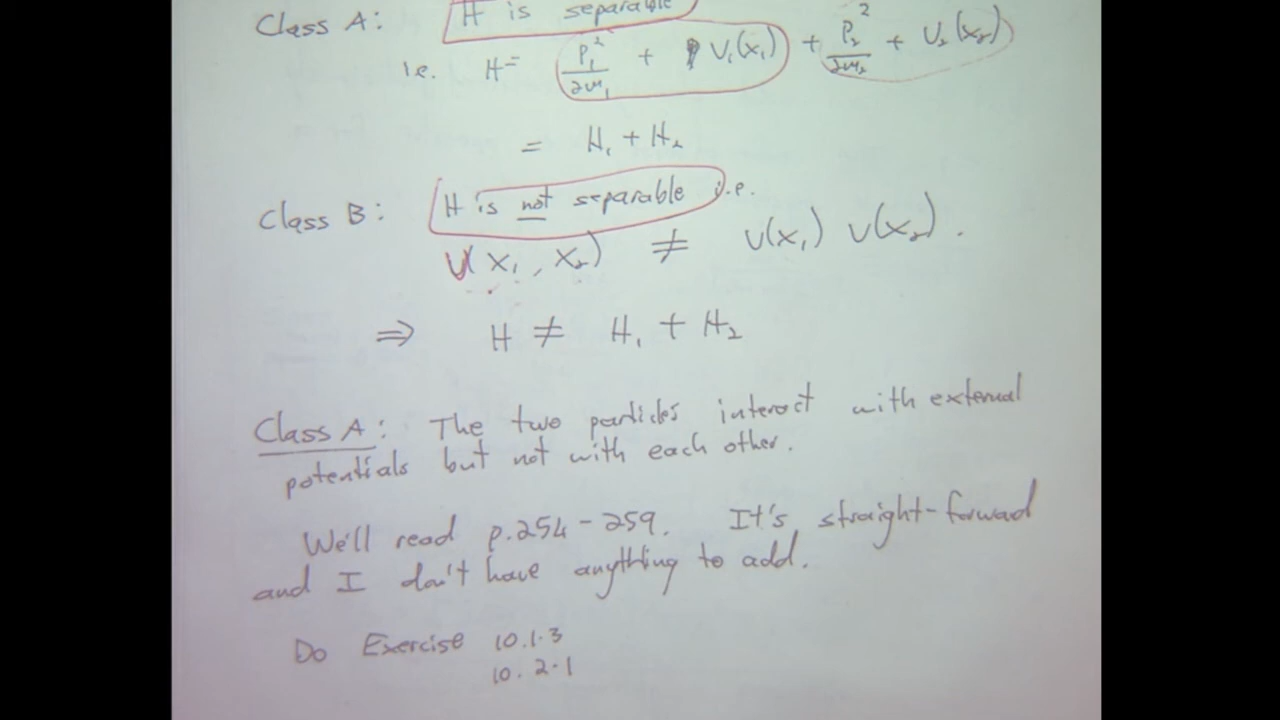 Class A: H is separable
i.e. H = P₁²/2m₁ + V₁(x₁) + P₂²/2m₂ + V₂(x₂)
= H₁ + H₂
Class B: H is not separable i.e.
V(x₁, x₂) ≠ V(x₁) V(x₂).
⇒ H ≠ H₁ + H₂
Class A: The two particles interact with external
potentials but not with each other.
We'll read p.254-259. It's straight-forward
and I don't have anything to add.
Do Exercise 10.1.3
10.2.1